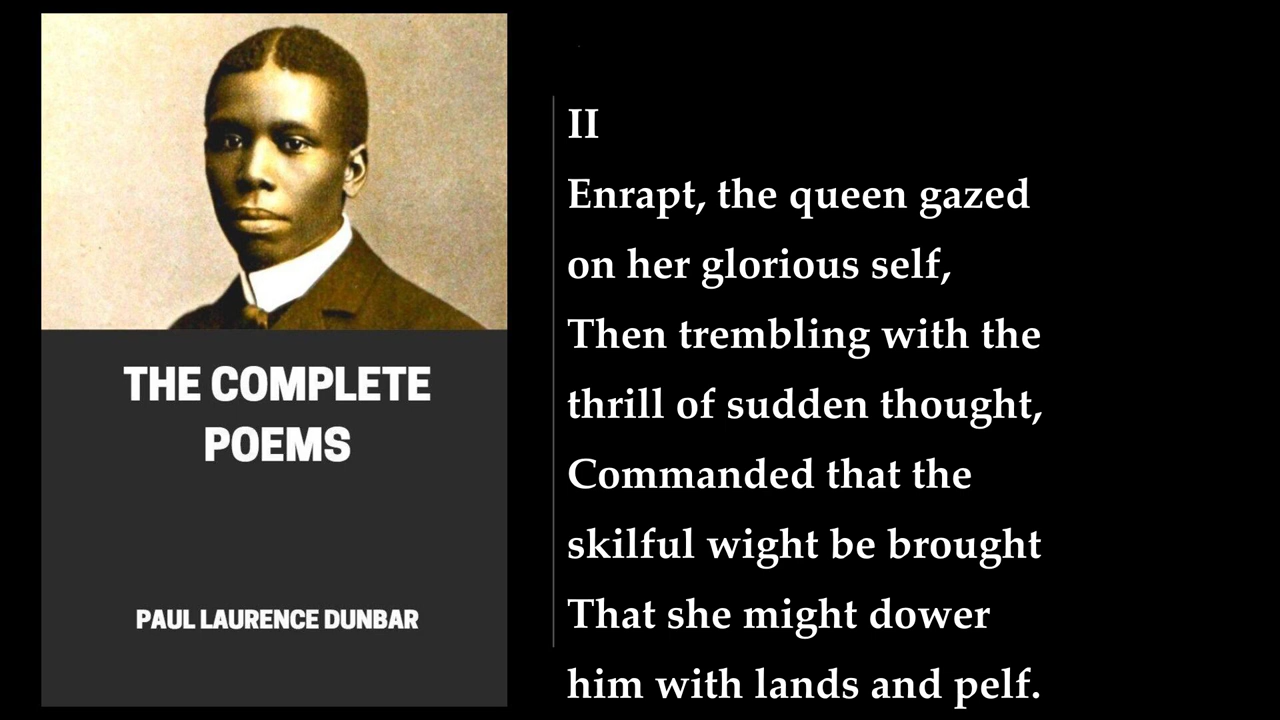 THE COMPLETE
POEMS
PAUL LAURENCE DUNBAR
II
Enrapt, the queen gazed
on her glorious self,
Then trembling with the
thrill of sudden thought,
Commanded that the
skilful wight be brought
That she might dower
him with lands and pelf.